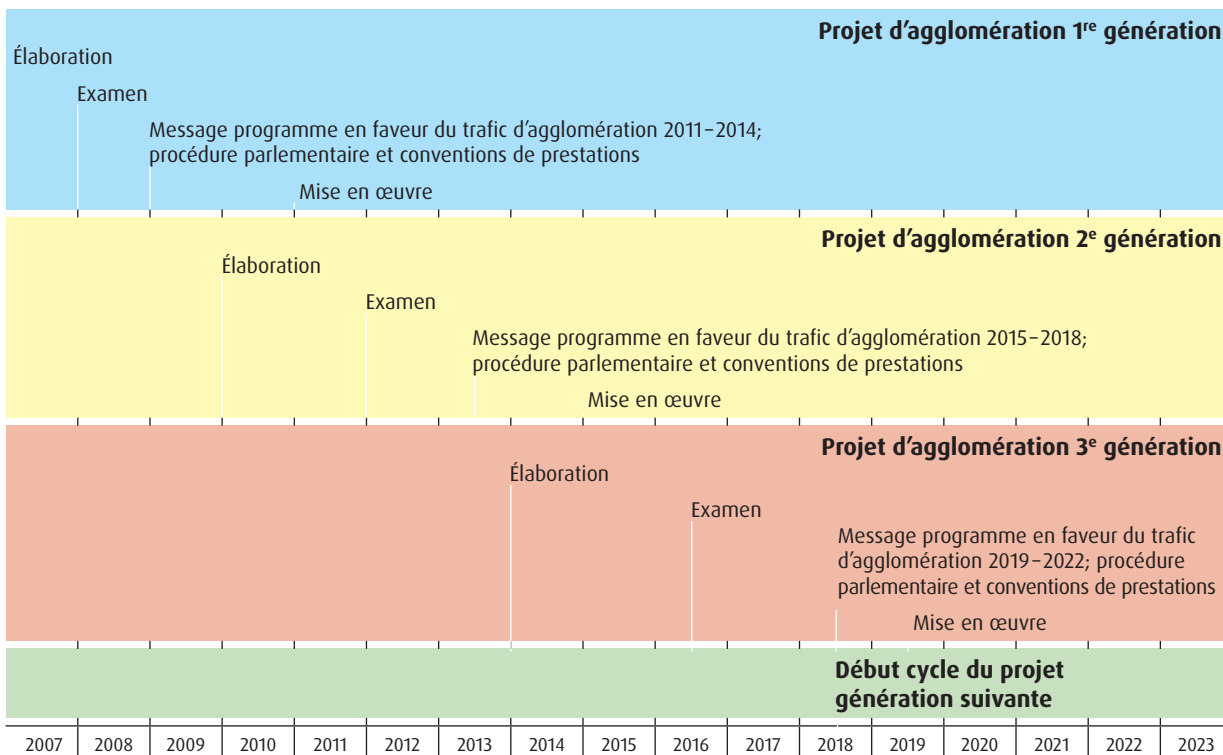 Projet d’agglomération 1re génération
Élaboration
Examen
Message programme en faveur du trafic d’agglomération 2011–2014;
procédure parlementaire et conventions de prestations
Mise en œuvre
Projet d’agglomération 2e génération
Élaboration
Examen
Message programme en faveur du trafic d’agglomération 2015–2018;
procédure parlementaire et conventions de prestations
Mise en œuvre
Projet d’agglomération 3e génération
Élaboration
Examen
Message programme en faveur du trafic
d’agglomération 2019–2022; procédure
parlementaire et conventions de prestations
Mise en œuvre
Début cycle du projet
génération suivante
2007 2008 2009 2010 2011 2012 2013 2014 2015 2016 2017 2018 2019 2020 2021 2022 2023